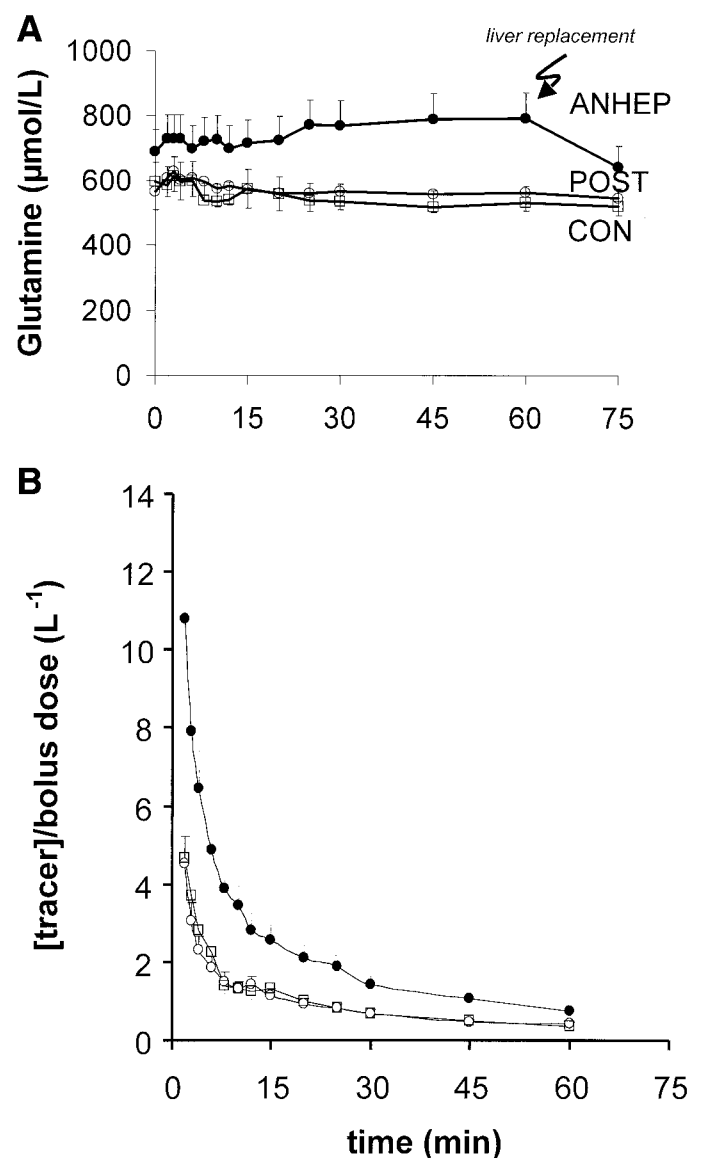 A
liver replacement
1000
800
600
400
200
0
Glutamine (μmol/L)
ANHEP
POST
CON
0 15 30 45 60 75
B
14
12
10
8
6
4
2
0
[tracer]/bolus dose (L⁻¹)
0 15 30 45 60 75
time (min)